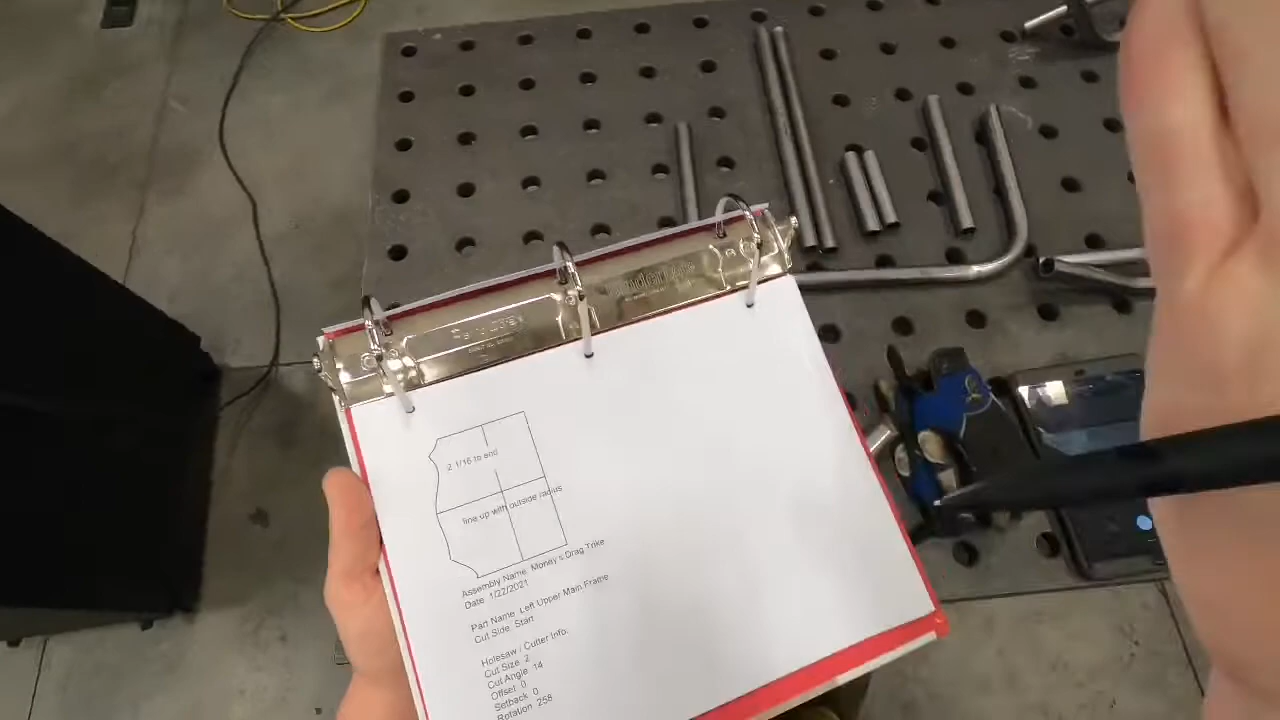 2 1/16 to end
line up with outside radius
Assembly Name Money's Drag Trike
Date 1/22/2021
Part Name Left Upper Main Frame
Cut Side Start
Holesaw / Cutter Info:
Cut Size 2
Cut Angle 14
Offset 0
Setback 0
Rotation 258